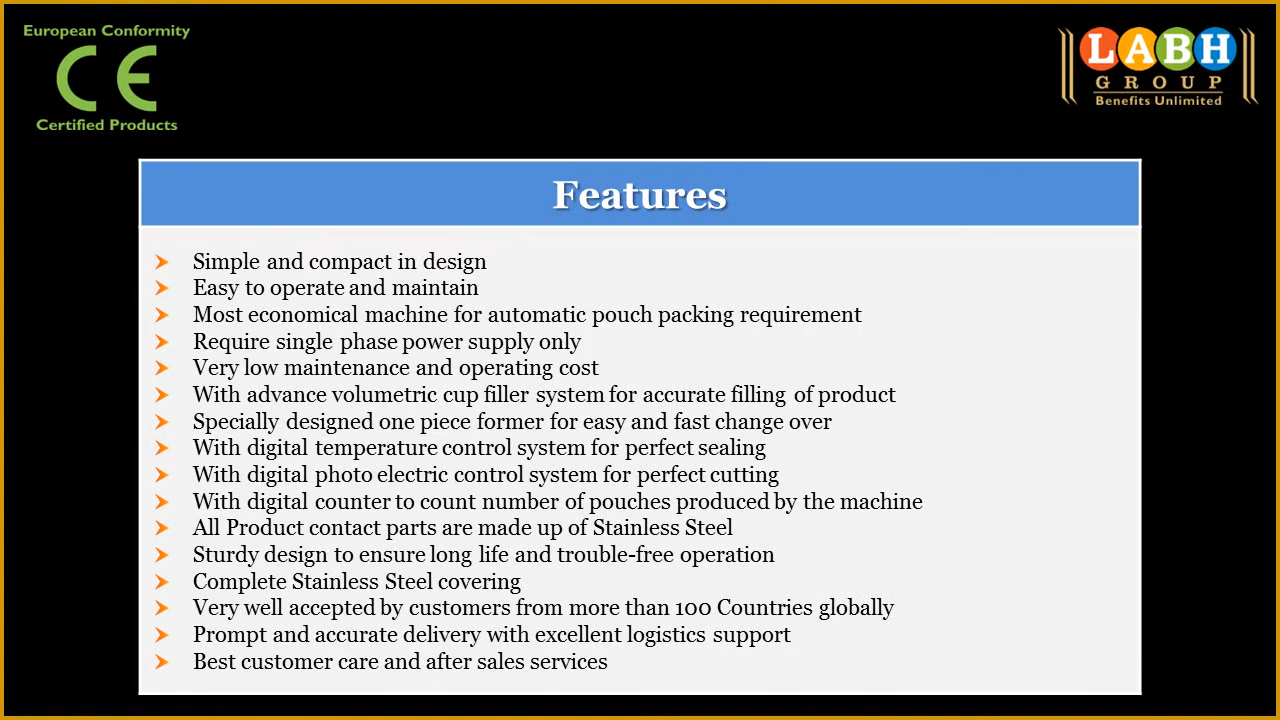 European Conformity
CE
Certified Products
LABH
GROUP
Benefits Unlimited
Features
Simple and compact in design
Easy to operate and maintain
Most economical machine for automatic pouch packing requirement
Require single phase power supply only
Very low maintenance and operating cost
With advance volumetric cup filler system for accurate filling of product
Specially designed one piece former for easy and fast change over
With digital temperature control system for perfect sealing
With digital photo electric control system for perfect cutting
With digital counter to count number of pouches produced by the machine
All Product contact parts are made up of Stainless Steel
Sturdy design to ensure long life and trouble-free operation
Complete Stainless Steel covering
Very well accepted by customers from more than 100 Countries globally
Prompt and accurate delivery with excellent logistics support
Best customer care and after sales services